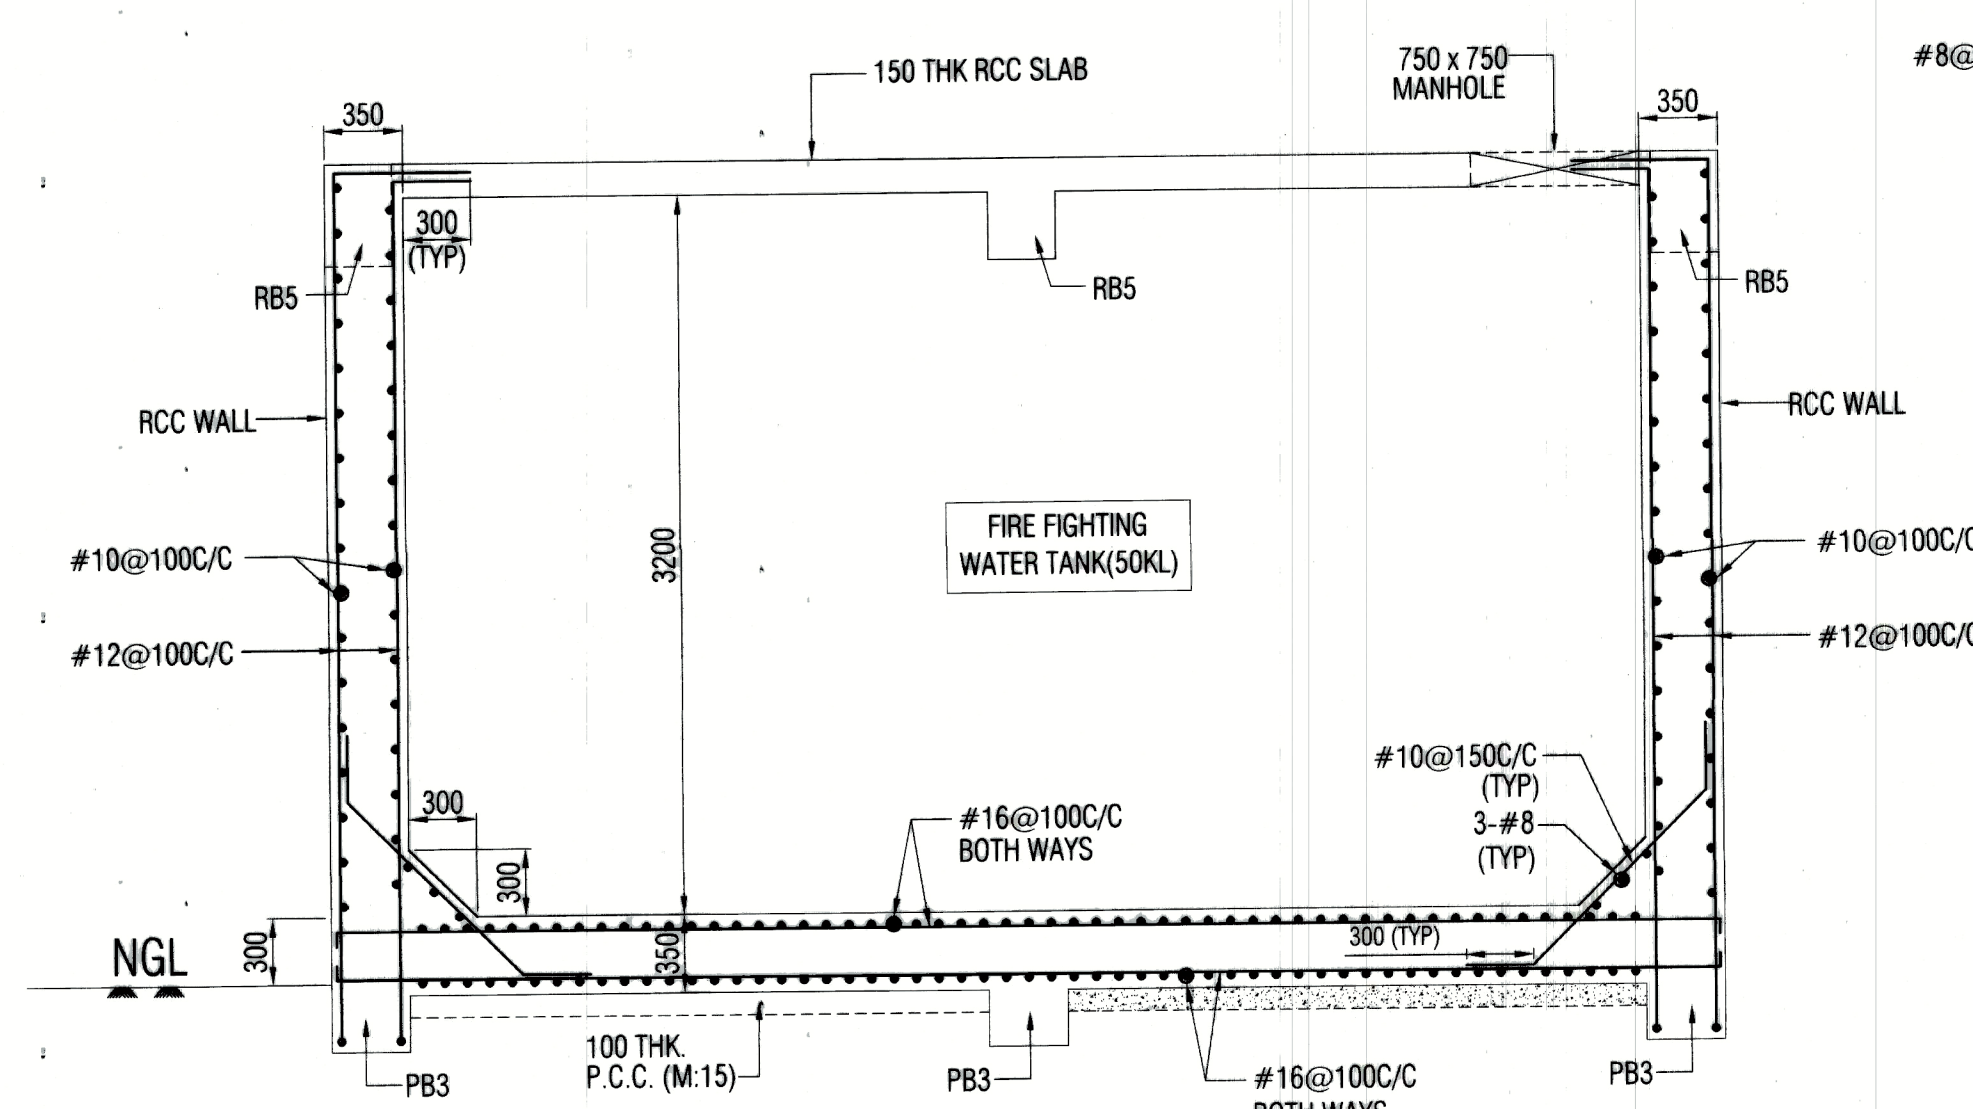 #8@
150 THK RCC SLAB
750 x 750
MANHOLE
350
350
300
(TYP)
RB5
RB5
RB5
RCC WALL
RCC WALL
FIRE FIGHTING
WATER TANK(50KL)
3200
#10@100C/C
#10@100C/C
#12@100C/C
#12@100C/C
#10@150C/C
(TYP)
3-#8
(TYP)
300
300
#16@100C/C
BOTH WAYS
NGL
300
350
300 (TYP)
100 THK.
P.C.C. (M:15)
PB3
PB3
PB3
#16@100C/C
BOTH WAYS